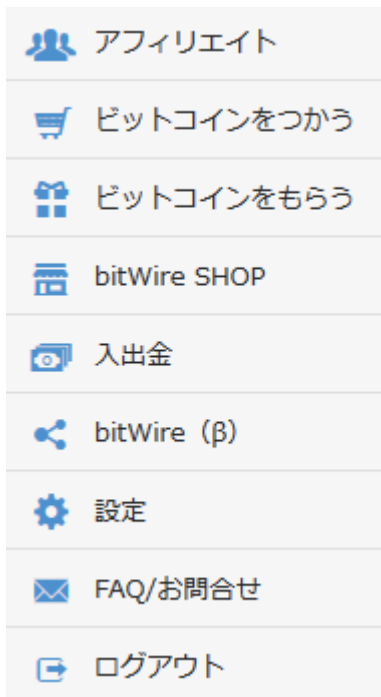 アフィリエイト
ビットコインをつかう
ビットコインをもらう
bitWire SHOP
入出金
bitWire（β）
設定
FAQ/お問合せ
ログアウト